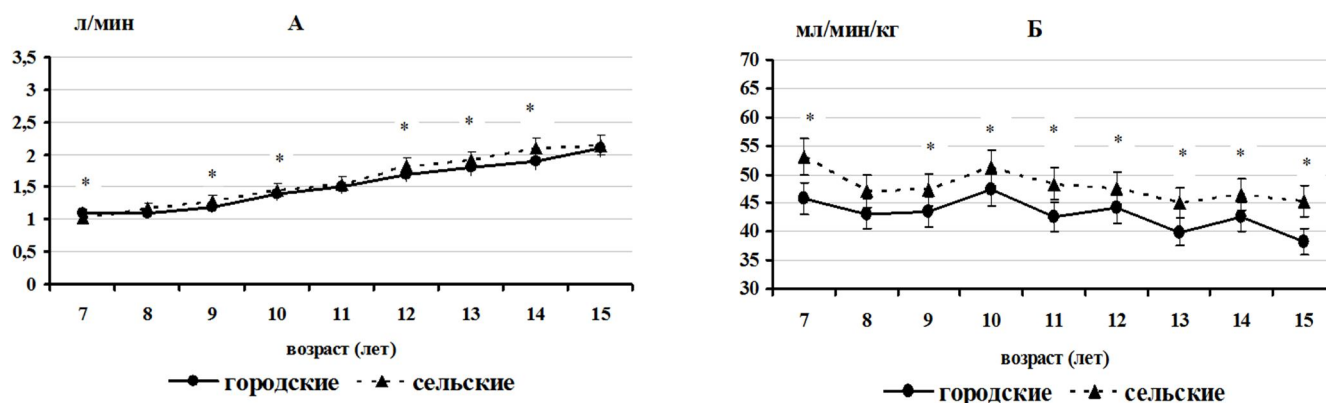 л/мин А
3,5
3
2,5
2
1,5
1
0,5
0
* * * * * *
7 8 9 10 11 12 13 14 15
возраст (лет)
городские сельские
мл/мин/кг Б
70
65
60
55
50
45
40
35
30
* * * * * * * *
7 8 9 10 11 12 13 14 15
возраст (лет)
городские сельские